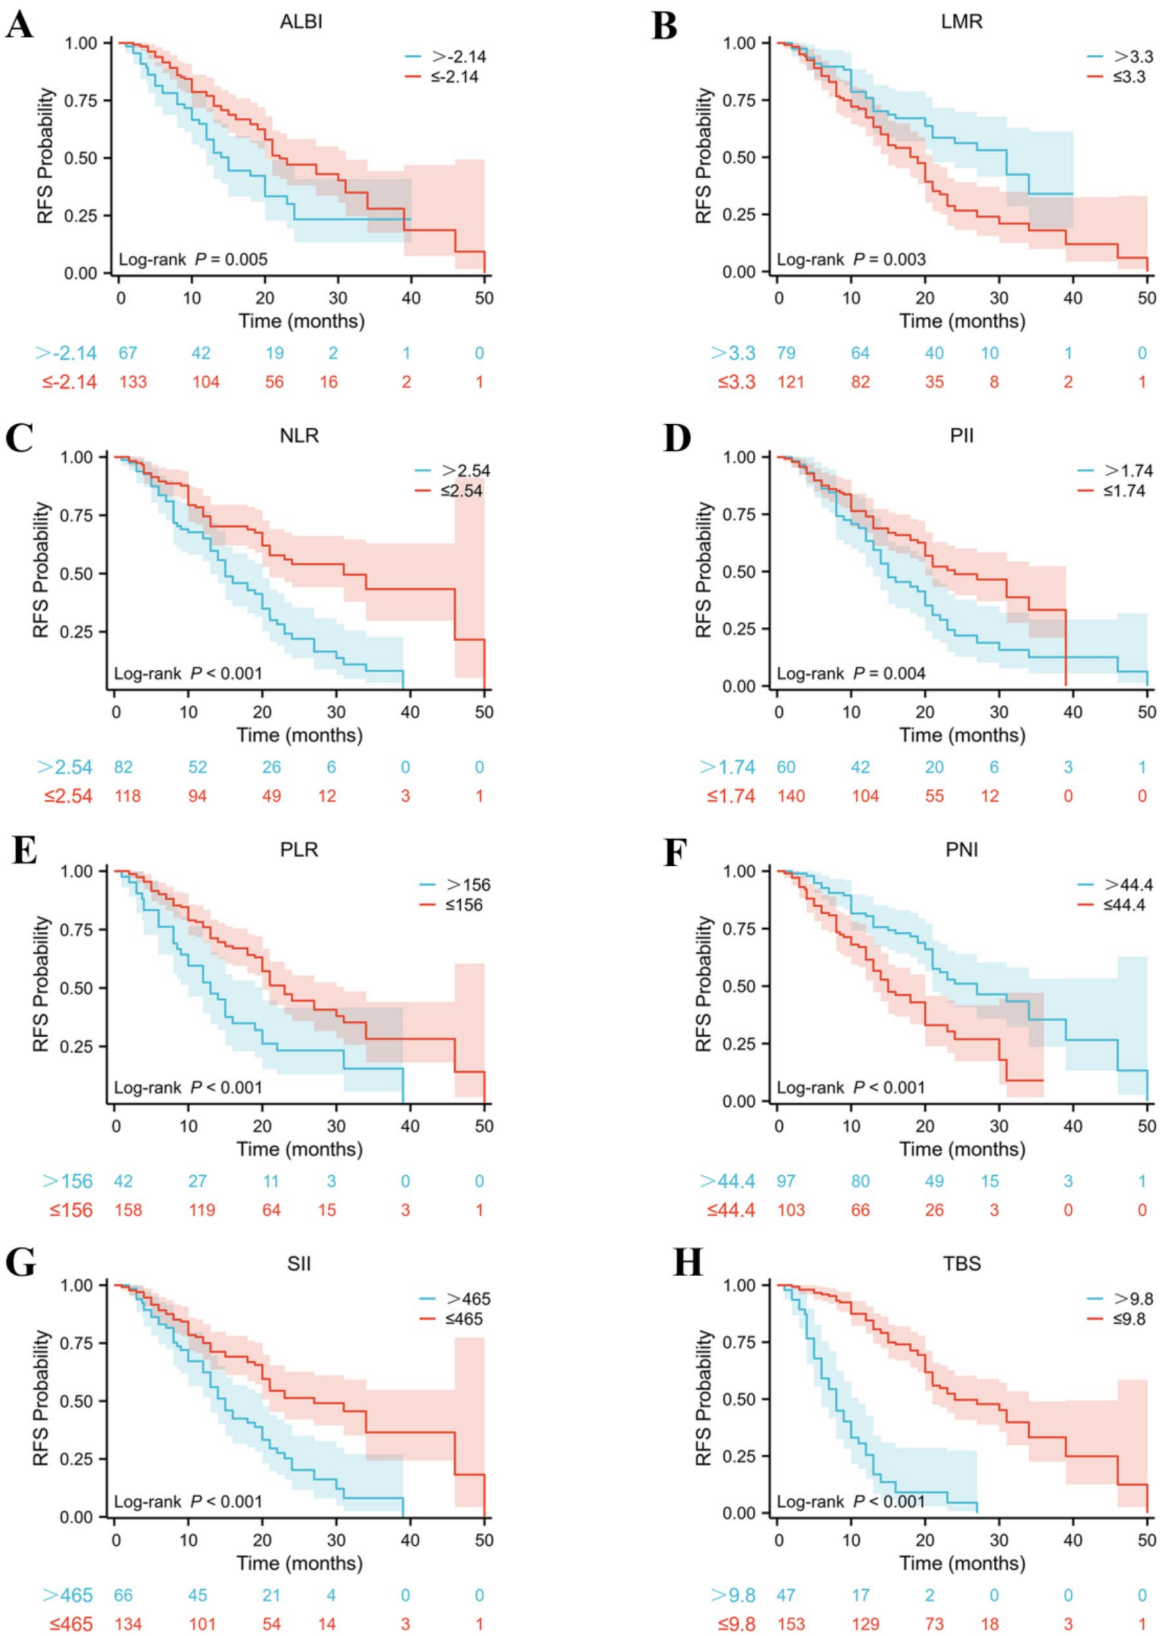 A
ALBI
1.00
0.75
0.50
0.25
0.00
RFS Probability
>-2.14
≤-2.14
Log-rank P = 0.005
0 10 20 30 40 50
Time (months)
>-2.14 67 42 19 2 1 0
≤-2.14 133 104 56 16 2 1
B
LMR
1.00
0.75
0.50
0.25
0.00
RFS Probability
>3.3
≤3.3
Log-rank P = 0.003
0 10 20 30 40 50
Time (months)
>3.3 79 64 40 10 1 0
≤3.3 121 82 35 8 2 1
C
NLR
1.00
0.75
0.50
0.25
RFS Probability
>2.54
≤2.54
Log-rank P < 0.001
0 10 20 30 40 50
Time (months)
>2.54 82 52 26 6 0 0
≤2.54 118 94 49 12 3 1
D
PII
1.00
0.75
0.50
0.25
0.00
RFS Probability
>1.74
≤1.74
Log-rank P = 0.004
0 10 20 30 40 50
Time (months)
>1.74 60 42 20 6 3 1
≤1.74 140 104 55 12 0 0
E
PLR
1.00
0.75
0.50
0.25
RFS Probability
>156
≤156
Log-rank P < 0.001
0 10 20 30 40 50
Time (months)
>156 42 27 11 3 0 0
≤156 158 119 64 15 3 1
F
PNI
1.00
0.75
0.50
0.25
0.00
RFS Probability
>44.4
≤44.4
Log-rank P < 0.001
0 10 20 30 40 50
Time (months)
>44.4 97 80 49 15 3 1
≤44.4 103 66 26 3 0 0
G
SII
1.00
0.75
0.50
0.25
0.00
RFS Probability
>465
≤465
Log-rank P < 0.001
0 10 20 30 40 50
Time (months)
>465 66 45 21 4 0 0
≤465 134 101 54 14 3 1
H
TBS
1.00
0.75
0.50
0.25
0.00
RFS Probability
>9.8
≤9.8
Log-rank P < 0.001
0 10 20 30 40 50
Time (months)
>9.8 47 17 2 0 0 0
≤9.8 153 129 73 18 3 1